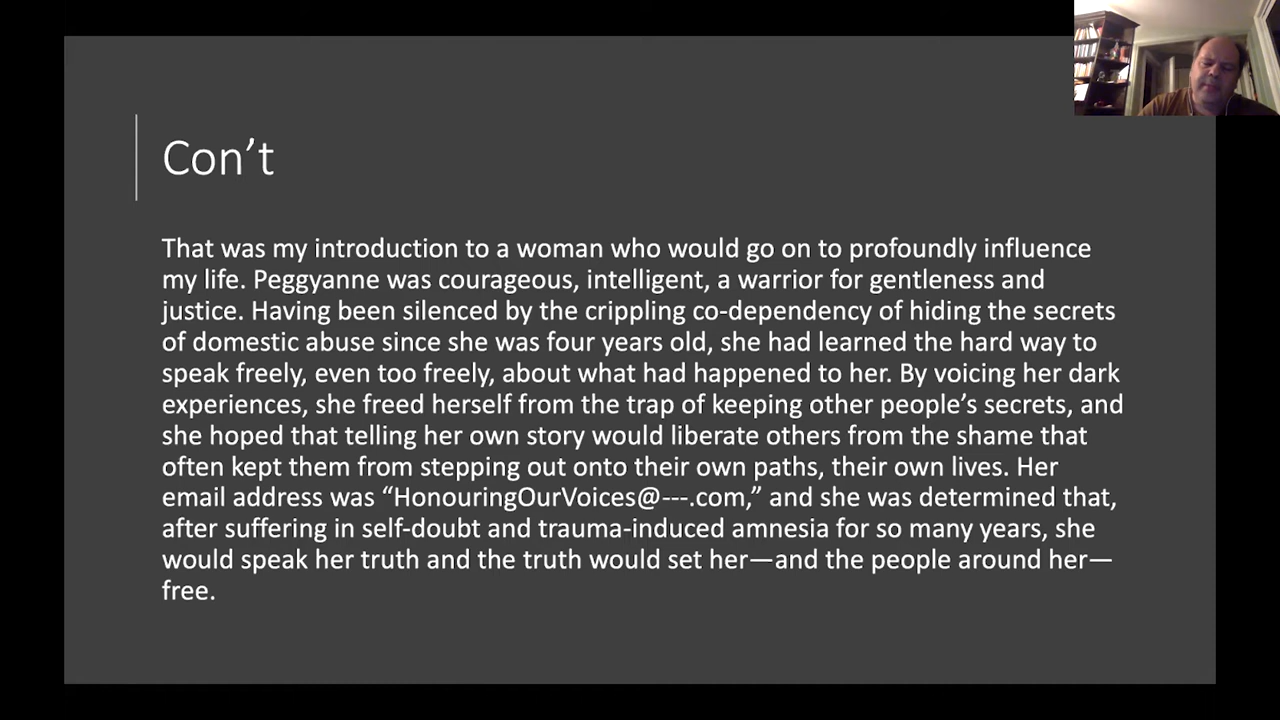 Con’t
That was my introduction to a woman who would go on to profoundly influence
my life. Peggyanne was courageous, intelligent, a warrior for gentleness and
justice. Having been silenced by the crippling co-dependency of hiding the secrets
of domestic abuse since she was four years old, she had learned the hard way to
speak freely, even too freely, about what had happened to her. By voicing her dark
experiences, she freed herself from the trap of keeping other people’s secrets, and
she hoped that telling her own story would liberate others from the shame that
often kept them from stepping out onto their own paths, their own lives. Her
email address was “HonouringOurVoices@---.com,” and she was determined that,
after suffering in self-doubt and trauma-induced amnesia for so many years, she
would speak her truth and the truth would set her—and the people around her—
free.